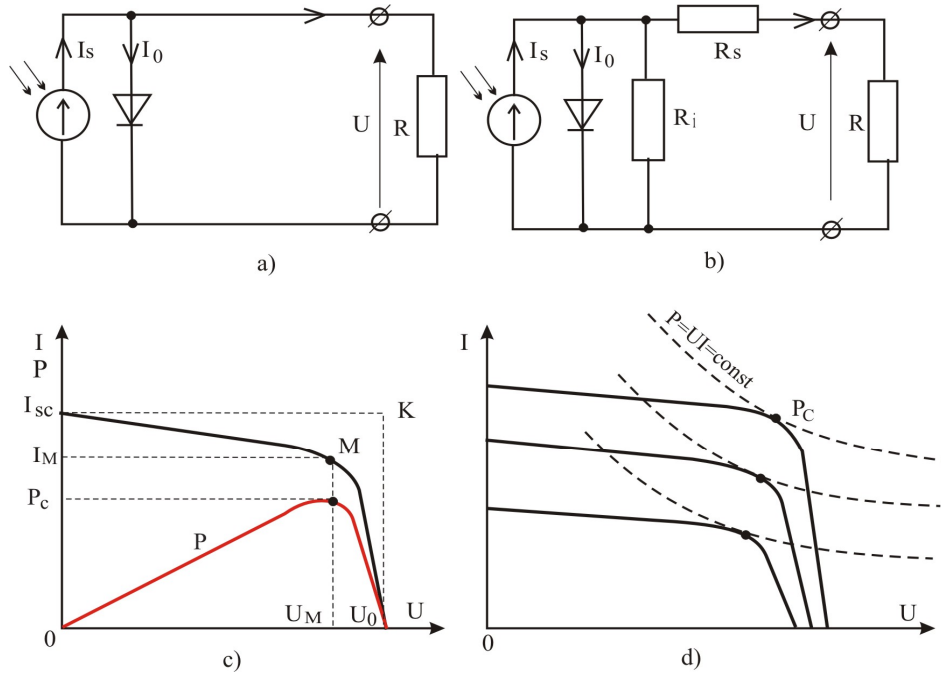 Is
I0
U
R
a)
Is
I0
Ri
Rs
U
R
b)
I
P
Isc
IM
Pc
K
M
P
UM
U0
U
0
c)
I
P=UI=const
PC
U
0
d)